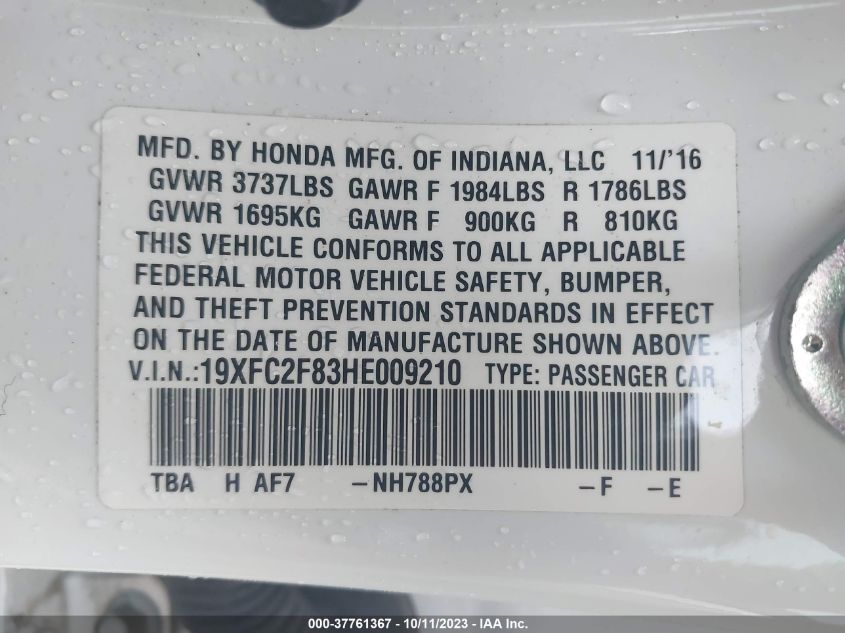 MFD. BY HONDA MFG. OF INDIANA, LLC 11/'16
GVWR 3737LBS GAWR F 1984LBS R 1786LBS
GVWR 1695KG GAWR F 900KG R 810KG
THIS VEHICLE CONFORMS TO ALL APPLICABLE
FEDERAL MOTOR VEHICLE SAFETY, BUMPER,
AND THEFT PREVENTION STANDARDS IN EFFECT
ON THE DATE OF MANUFACTURE SHOWN ABOVE.
V.I.N.:19XFC2F83HE009210 TYPE: PASSENGER CAR
TBA H AF7 -NH788PX -F -E
000-37761367 - 10/11/2023 - IAA Inc.